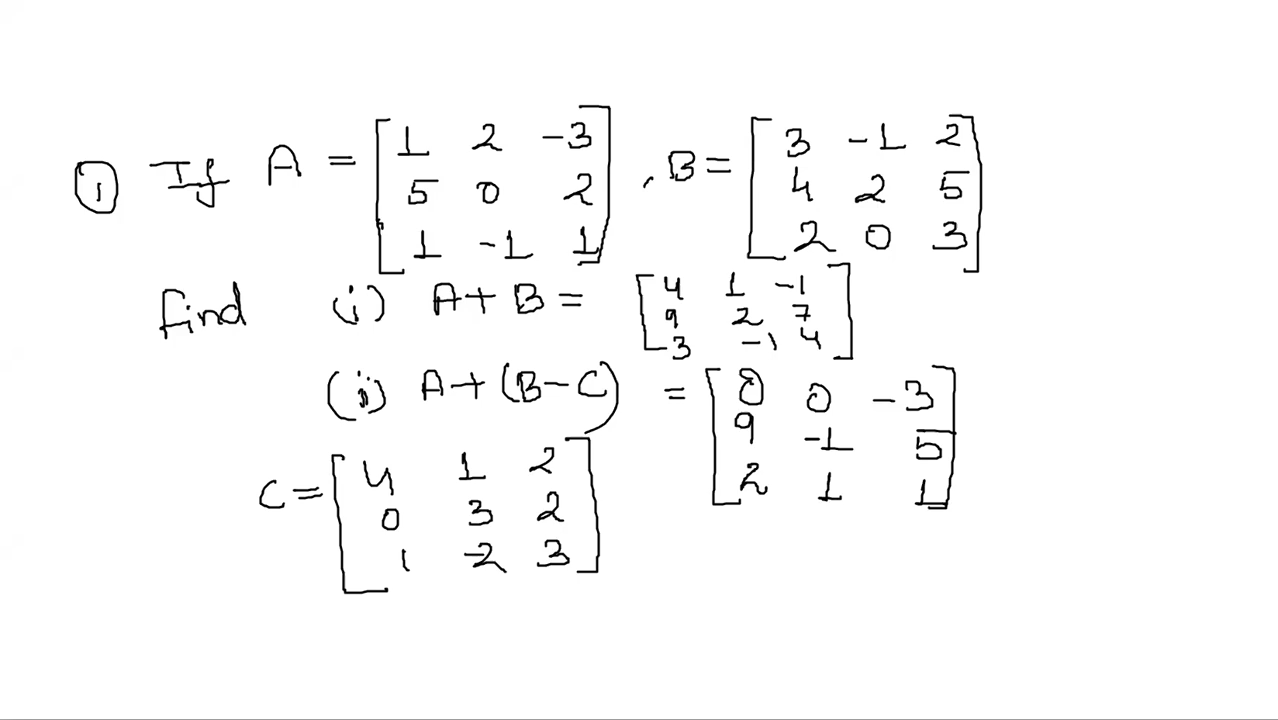 ① If A = [1 2 -3
5 0 2
1 -1 1], B = [3 -1 2
4 2 5
2 0 3]
find (i) A+B = [4 1 -1
9 2 7
3 -1 4]
(ii) A+(B-C) = [0 0 -3
9 -1 5
2 1 1]
C = [4 1 2
0 3 2
1 -2 3]